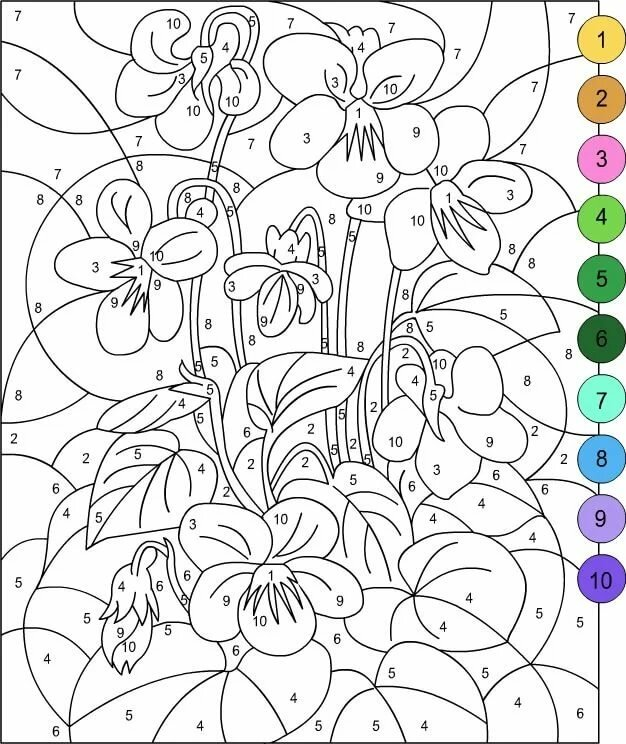 7 10 5 7 7 7
1
4 4
5
7 3 3 10 7
2
10 10 1
3 9
7 5 7 7
3
8 5 10
7 8 8 9 3
8 8 4 5 8 10 10 1
4
9 4 5 5 8
3 1 10 3 3 8 8
5
9 9 9
8 9 8 5
6
8 5 8 5
8 5 5 8 2 8
8 5 4 10 4 8
7
8 4 5 5 2 5
2 5 6 2 2 10 9 2
8
2 5 4 2 5 2 5 3 2
6 5 6 6
4 5 2 4 4
9
3 10
4
5 4 6 6 1 4
10
5 9 9 4 5
5 9 5 10 4 5
4 10 6 6
5 5
5 4 4
6 4 5 5 4 6